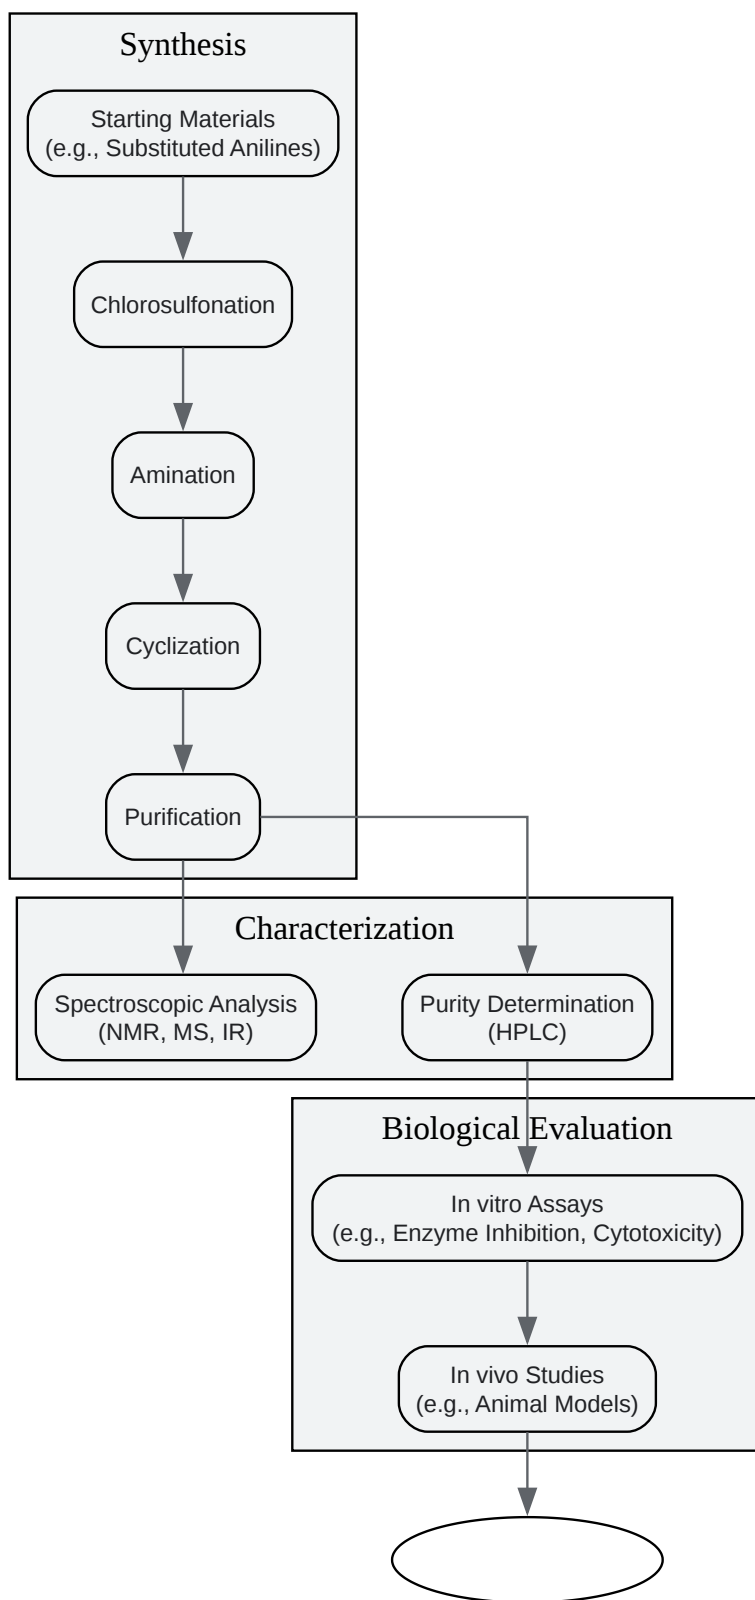 Synthesis
Starting Materials
(e.g., Substituted Anilines)
Chlorosulfonation
Amination
Cyclization
Purification
Characterization
Spectroscopic Analysis
(NMR, MS, IR)
Purity Determination
(HPLC)
Biological Evaluation
In vitro Assays
(e.g., Enzyme Inhibition, Cytotoxicity)
In vivo Studies
(e.g., Animal Models)